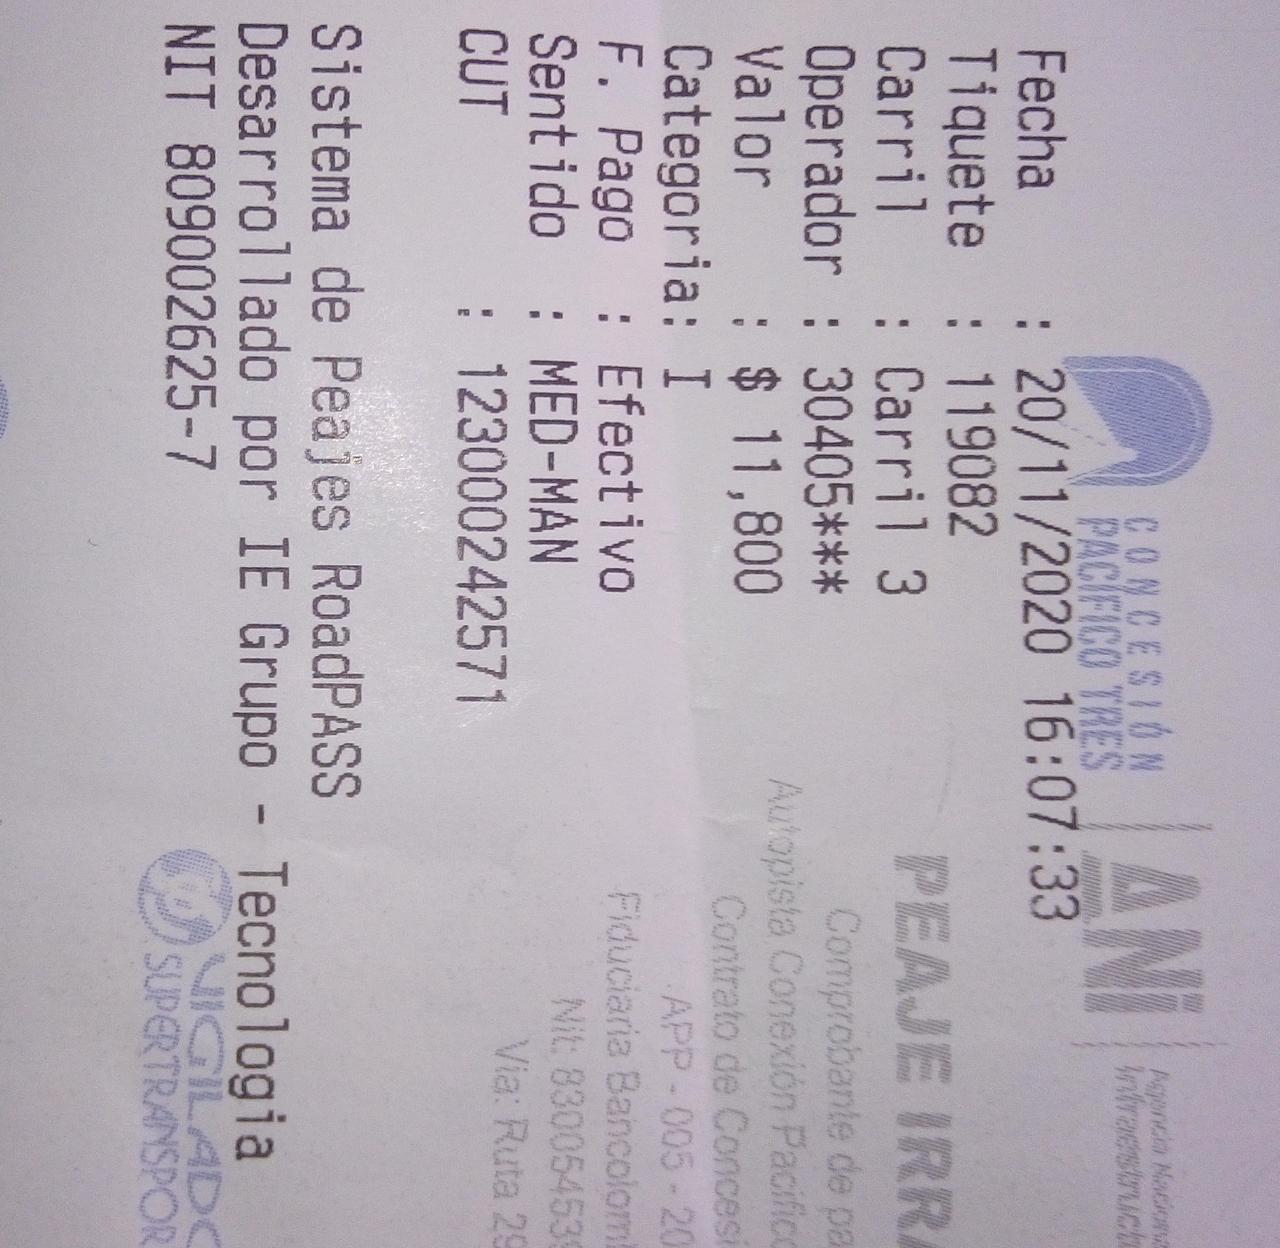 CONCESIÓN
PACÍFICO TRES
ANi
Agencia Nacional
Infraestructura
Fecha : 20/11/2020 16:07:33
Tiquete : 119082
Carril : Carril 3
Operador : 30405***
Valor : $ 11,800
Categoria: I
F. Pago : Efectivo
Sentido : MED-MAN
CUT : 123000242571
Sistema de Peajes RoadPASS
Desarrollado por IE Grupo - Tecnologia
NIT 809002625-7
PEAJE IRRA
Comprobante de pa
Autopista Conexión Pacífico
Contrato de Concesi
APP - 005 - 20
Fiduciaria Bancolom
Nit: 83005453
Via: Ruta 29
VIGILADO
SUPERTRANSPOR